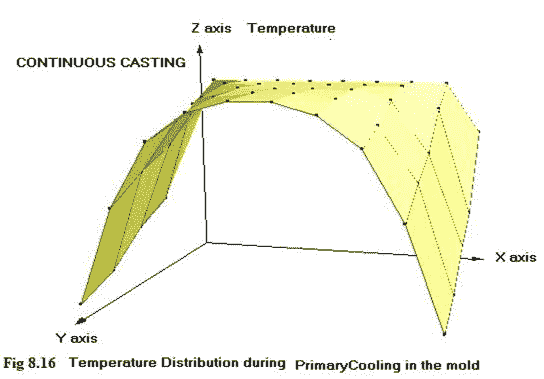 Z axis Temperature
CONTINUOUS CASTING
X axis
Y axis
Fig 8.16 Temperature Distribution during PrimaryCooling in the mold